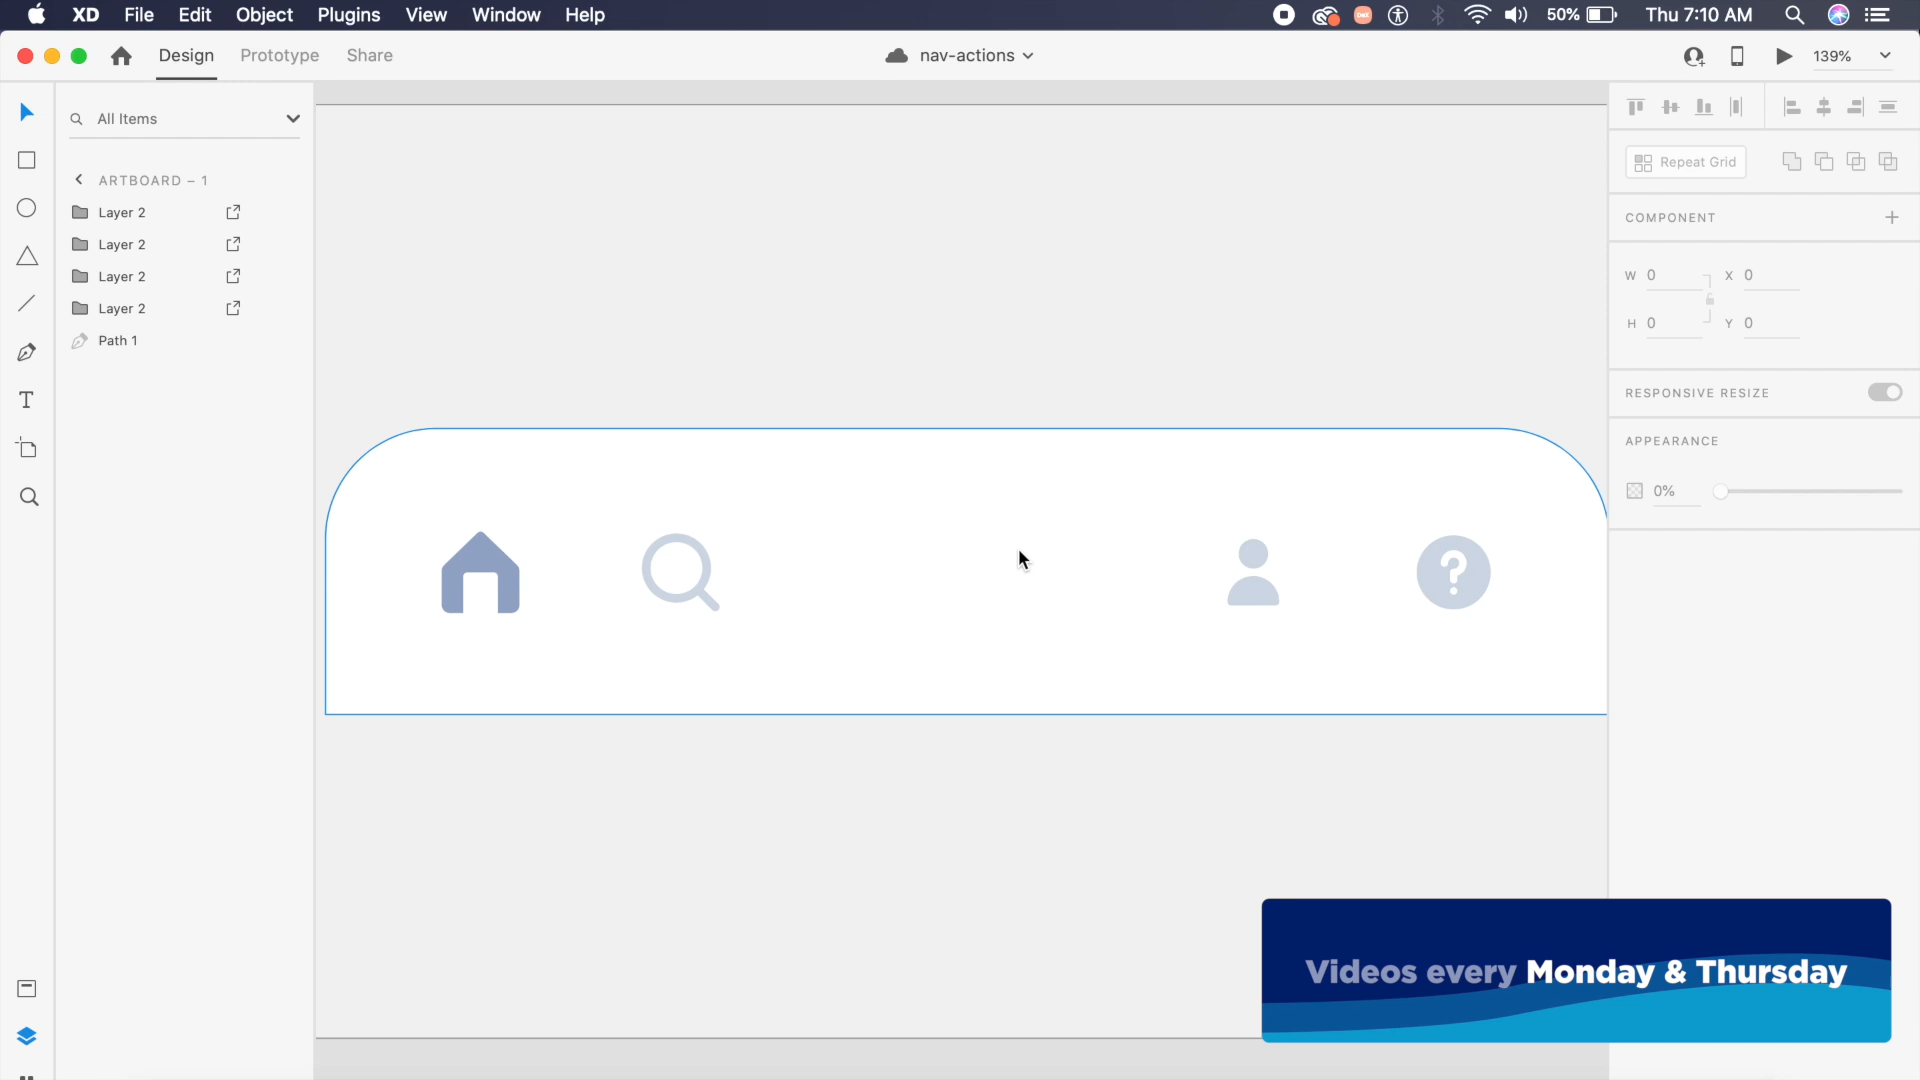 XD File Edit Object Plugins View Window Help 50% Thu 7:10 AM
Design Prototype Share nav-actions 139%
All Items
ARTBOARD – 1
Layer 2
Layer 2
Layer 2
Layer 2
Path 1
Repeat Grid
COMPONENT
W 0 X 0
H 0 Y 0
RESPONSIVE RESIZE
APPEARANCE
0%
Videos every Monday & Thursday